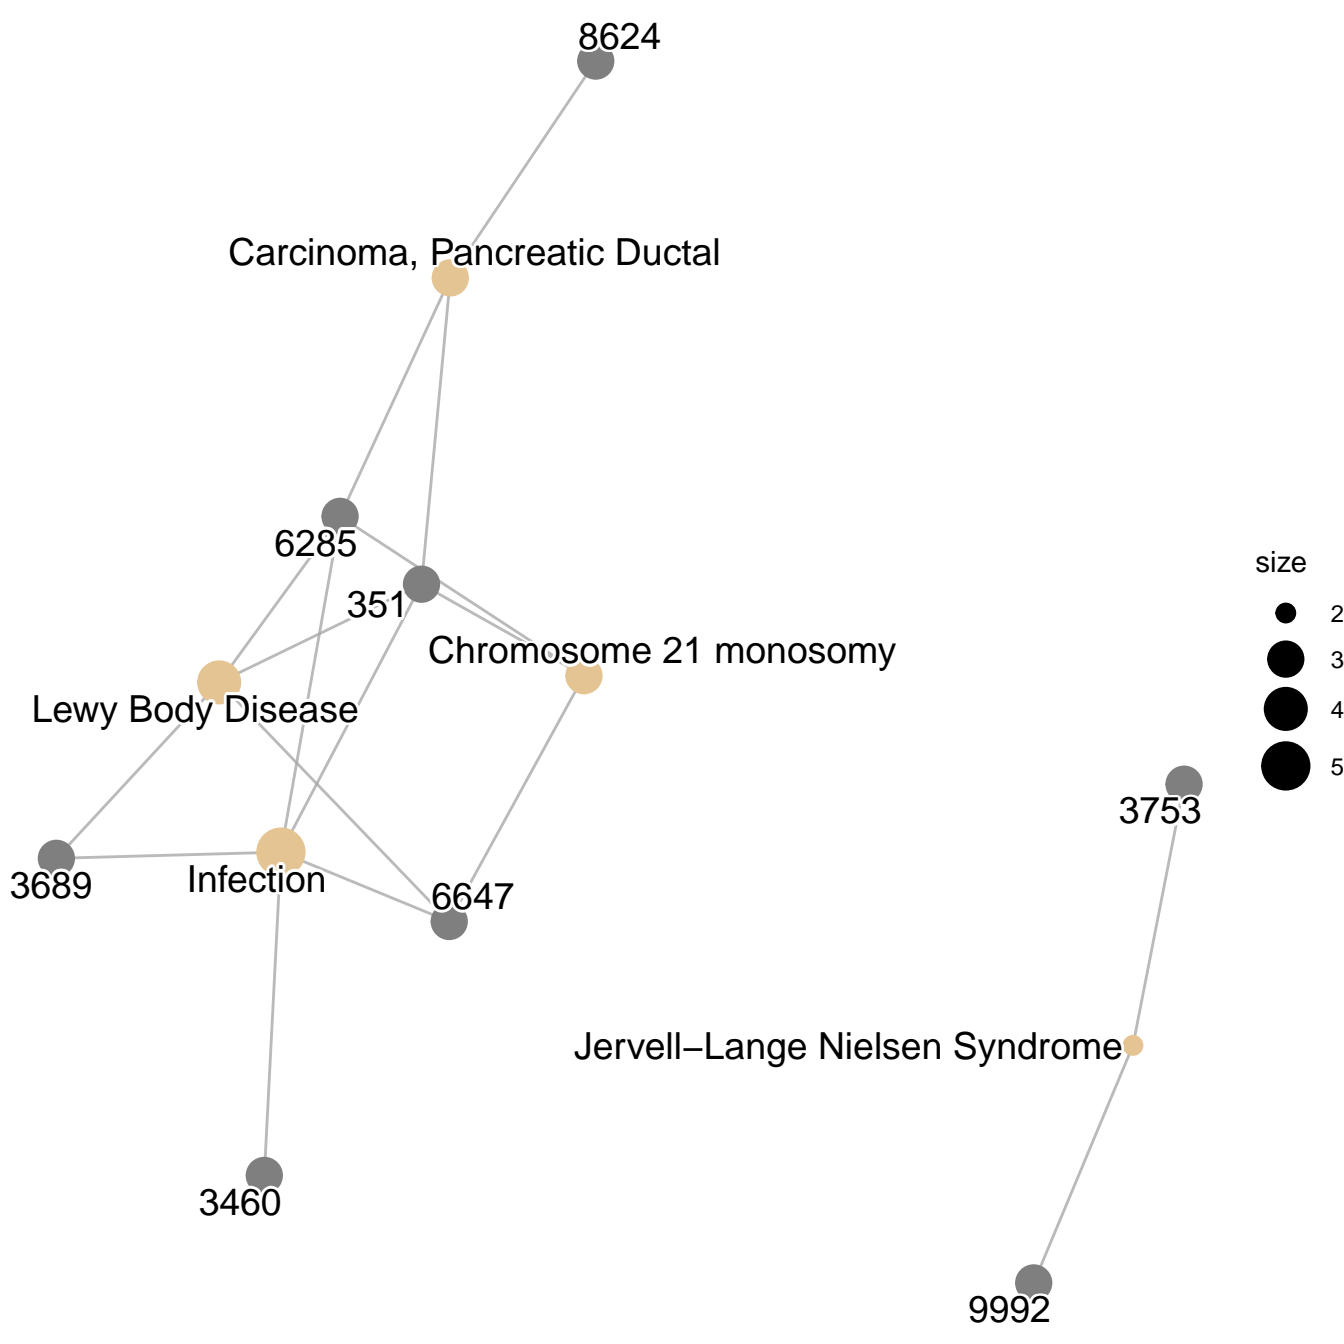 8624
Carcinoma, Pancreatic Ductal
6285
size
351
2
Chromosome 21 monosomy
3
Lewy Body Disease
4
5
3753
3689
Infection
6647
Jervell−Lange Nielsen Syndrome
3460
9992